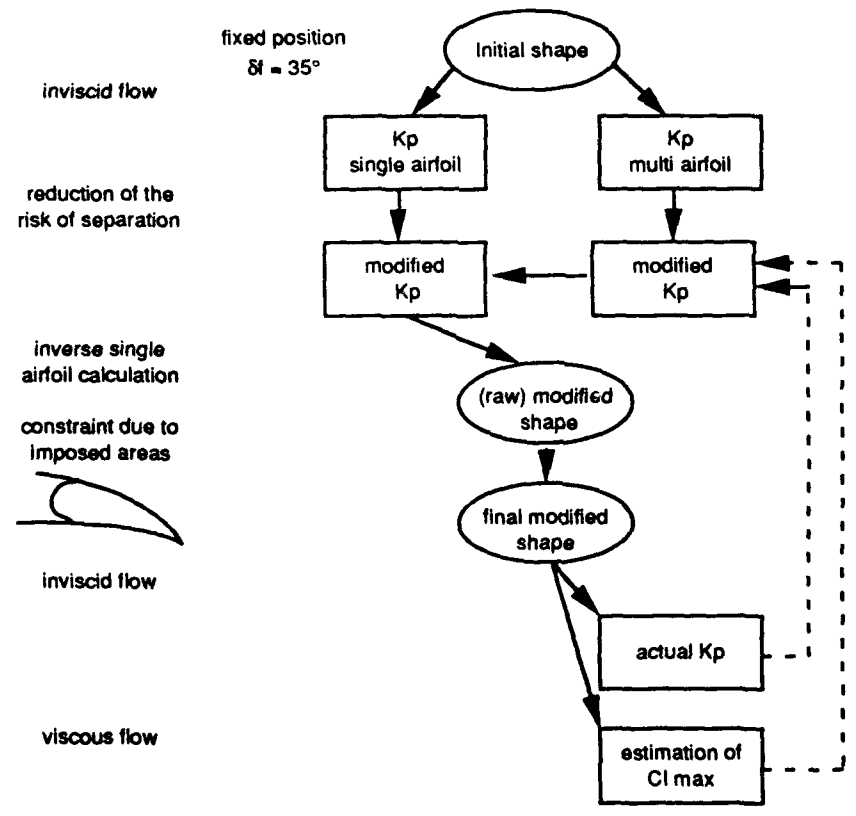 fixed position
δf = 35°
Initial shape
inviscid flow
Kp
single airfoil
Kp
multi airfoil
reduction of the
risk of separation
modified
Kp
modified
Kp
inverse single
airfoil calculation
(raw) modified
shape
constraint due to
imposed areas
final modified
shape
inviscid flow
actual Kp
viscous flow
estimation of
Cl max